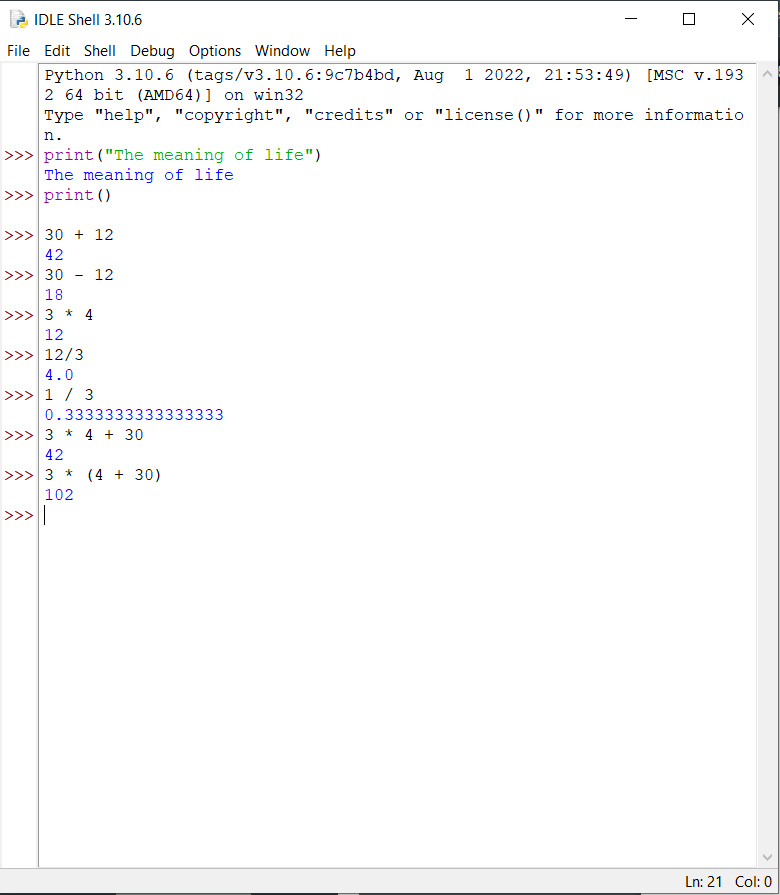 IDLE Shell 3.10.6
File Edit Shell Debug Options Window Help
Python 3.10.6 (tags/v3.10.6:9c7b4bd, Aug  1 2022, 21:53:49) [MSC v.193
2 64 bit (AMD64)] on win32
Type "help", "copyright", "credits" or "license()" for more informatio
n.
>>> print("The meaning of life")
The meaning of life
>>> print()

>>> 30 + 12
42
>>> 30 - 12
18
>>> 3 * 4
12
>>> 12/3
4.0
>>> 1 / 3
0.3333333333333333
>>> 3 * 4 + 30
42
>>> 3 * (4 + 30)
102
>>>
Ln: 21 Col: 0